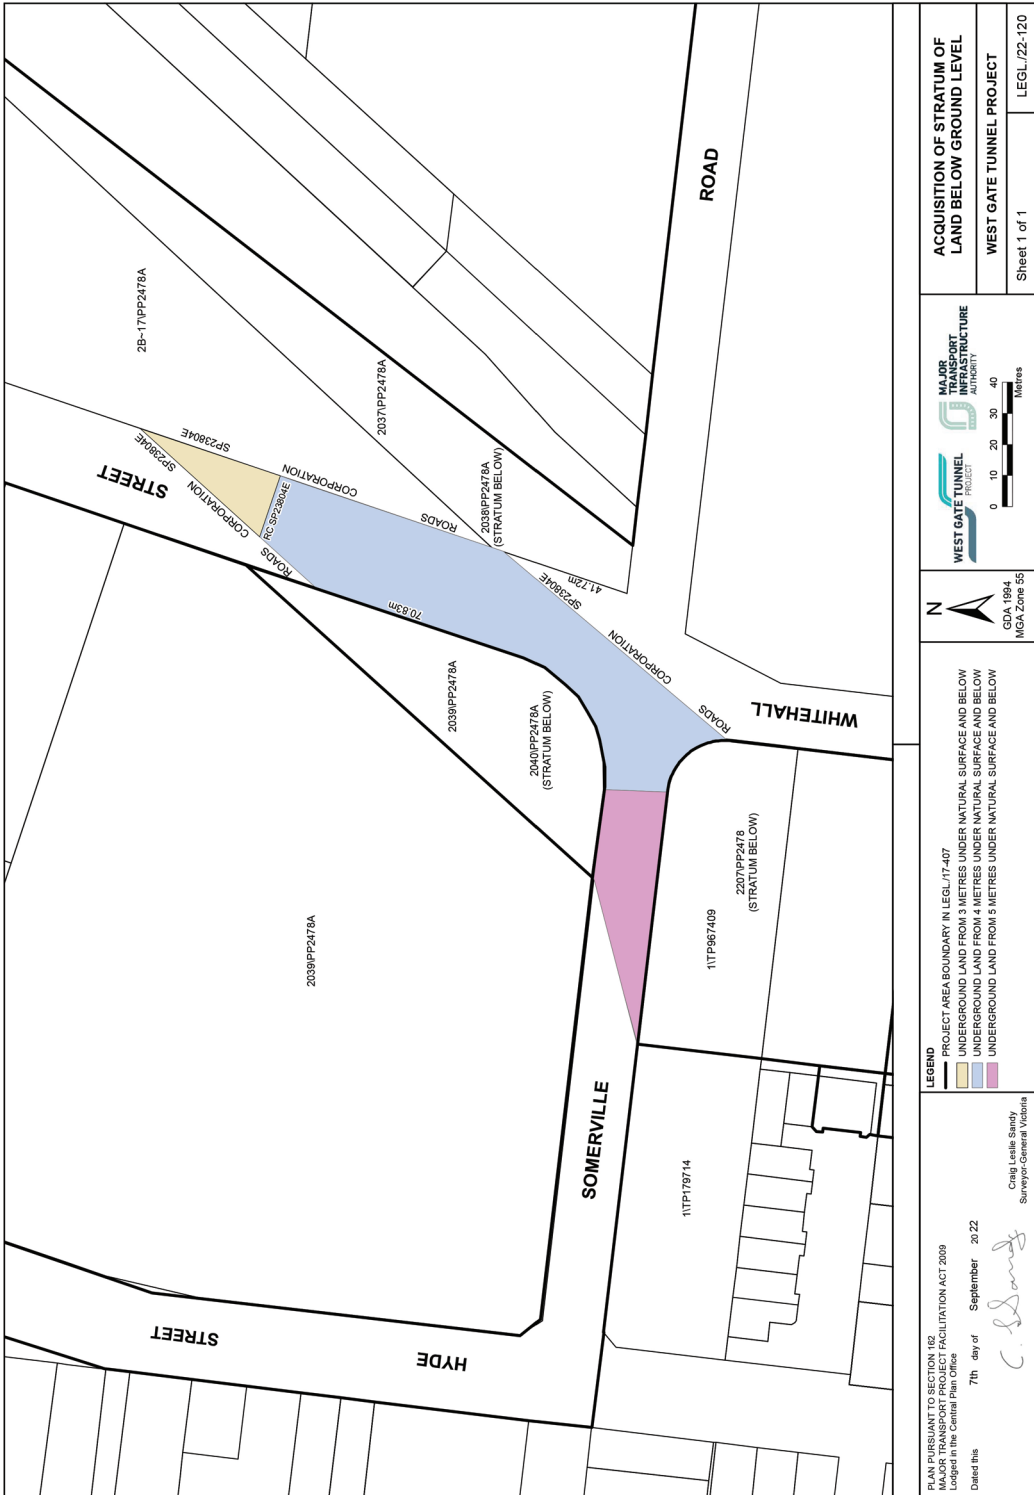 2B~17\PP2478A
2037\PP2478A
SP23804E
SP23804E
STREET
CORPORATION
CORPORATION
RC SP23804E
ROADS
ROADS
2038\PP2478A
(STRATUM BELOW)
41.72m
70.83m
SP23804E
CORPORATION
ROADS
ROAD
2039\PP2478A
2040\PP2478A
(STRATUM BELOW)
WHITEHALL
2039\PP2478A
2207\PP2478
(STRATUM BELOW)
1\TP967409
SOMERVILLE
1\TP179714
STREET
HYDE
PLAN PURSUANT TO SECTION 162
MAJOR TRANSPORT PROJECT FACILITATION ACT 2009
Lodged in the Central Plan Office
Dated this 7th day of September 2022
C. L Sandy
Craig Leslie Sandy
Surveyor-General Victoria
LEGEND
PROJECT AREA BOUNDARY IN LEGL./17-407
UNDERGROUND LAND FROM 3 METRES UNDER NATURAL SURFACE AND BELOW
UNDERGROUND LAND FROM 4 METRES UNDER NATURAL SURFACE AND BELOW
UNDERGROUND LAND FROM 5 METRES UNDER NATURAL SURFACE AND BELOW
N
GDA 1994
MGA Zone 55
WEST GATE TUNNEL
PROJECT
MAJOR
TRANSPORT
INFRASTRUCTURE
AUTHORITY
0 10 20 30 40
Metres
ACQUISITION OF STRATUM OF
LAND BELOW GROUND LEVEL
WEST GATE TUNNEL PROJECT
Sheet 1 of 1
LEGL./22-120